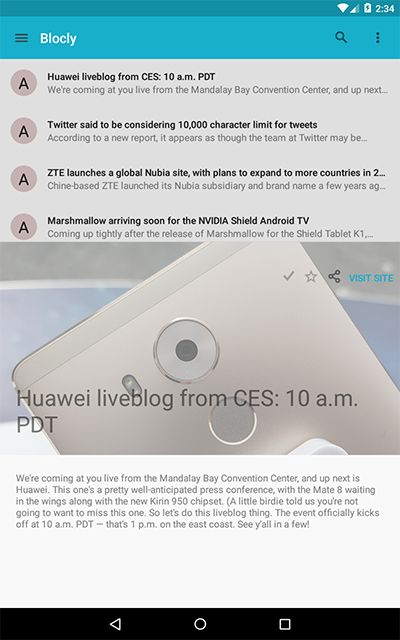 2:34
Blocly
A
Huawei liveblog from CES: 10 a.m. PDT
We're coming at you live from the Mandalay Bay Convention Center, and up next...
A
Twitter said to be considering 10,000 character limit for tweets
According to a new report, it appears as though the team at Twitter may be...
A
ZTE launches a global Nubia site, with plans to expand to more countries in 2...
Chine-based ZTE launched its Nubia subsidiary and brand name a few years ag...
A
Marshmallow arriving soon for the NVIDIA Shield Android TV
Coming up tightly after the release of Marshmallow for the Shield Tablet K1,...
VISIT SITE
Huawei liveblog from CES: 10 a.m.
PDT
We're coming at you live from the Mandalay Bay Convention Center, and up next is
Huawei. This one's a pretty well-anticipated press conference, with the Mate 8 waiting
in the wings along with the new Kirin 950 chipset. (A little birdie told us you're not
going to want to miss this one. So let's do this liveblog thing. The event officially kicks
off at 10 a.m. PDT — that's 1 p.m. on the east coast. See y'all in a few!